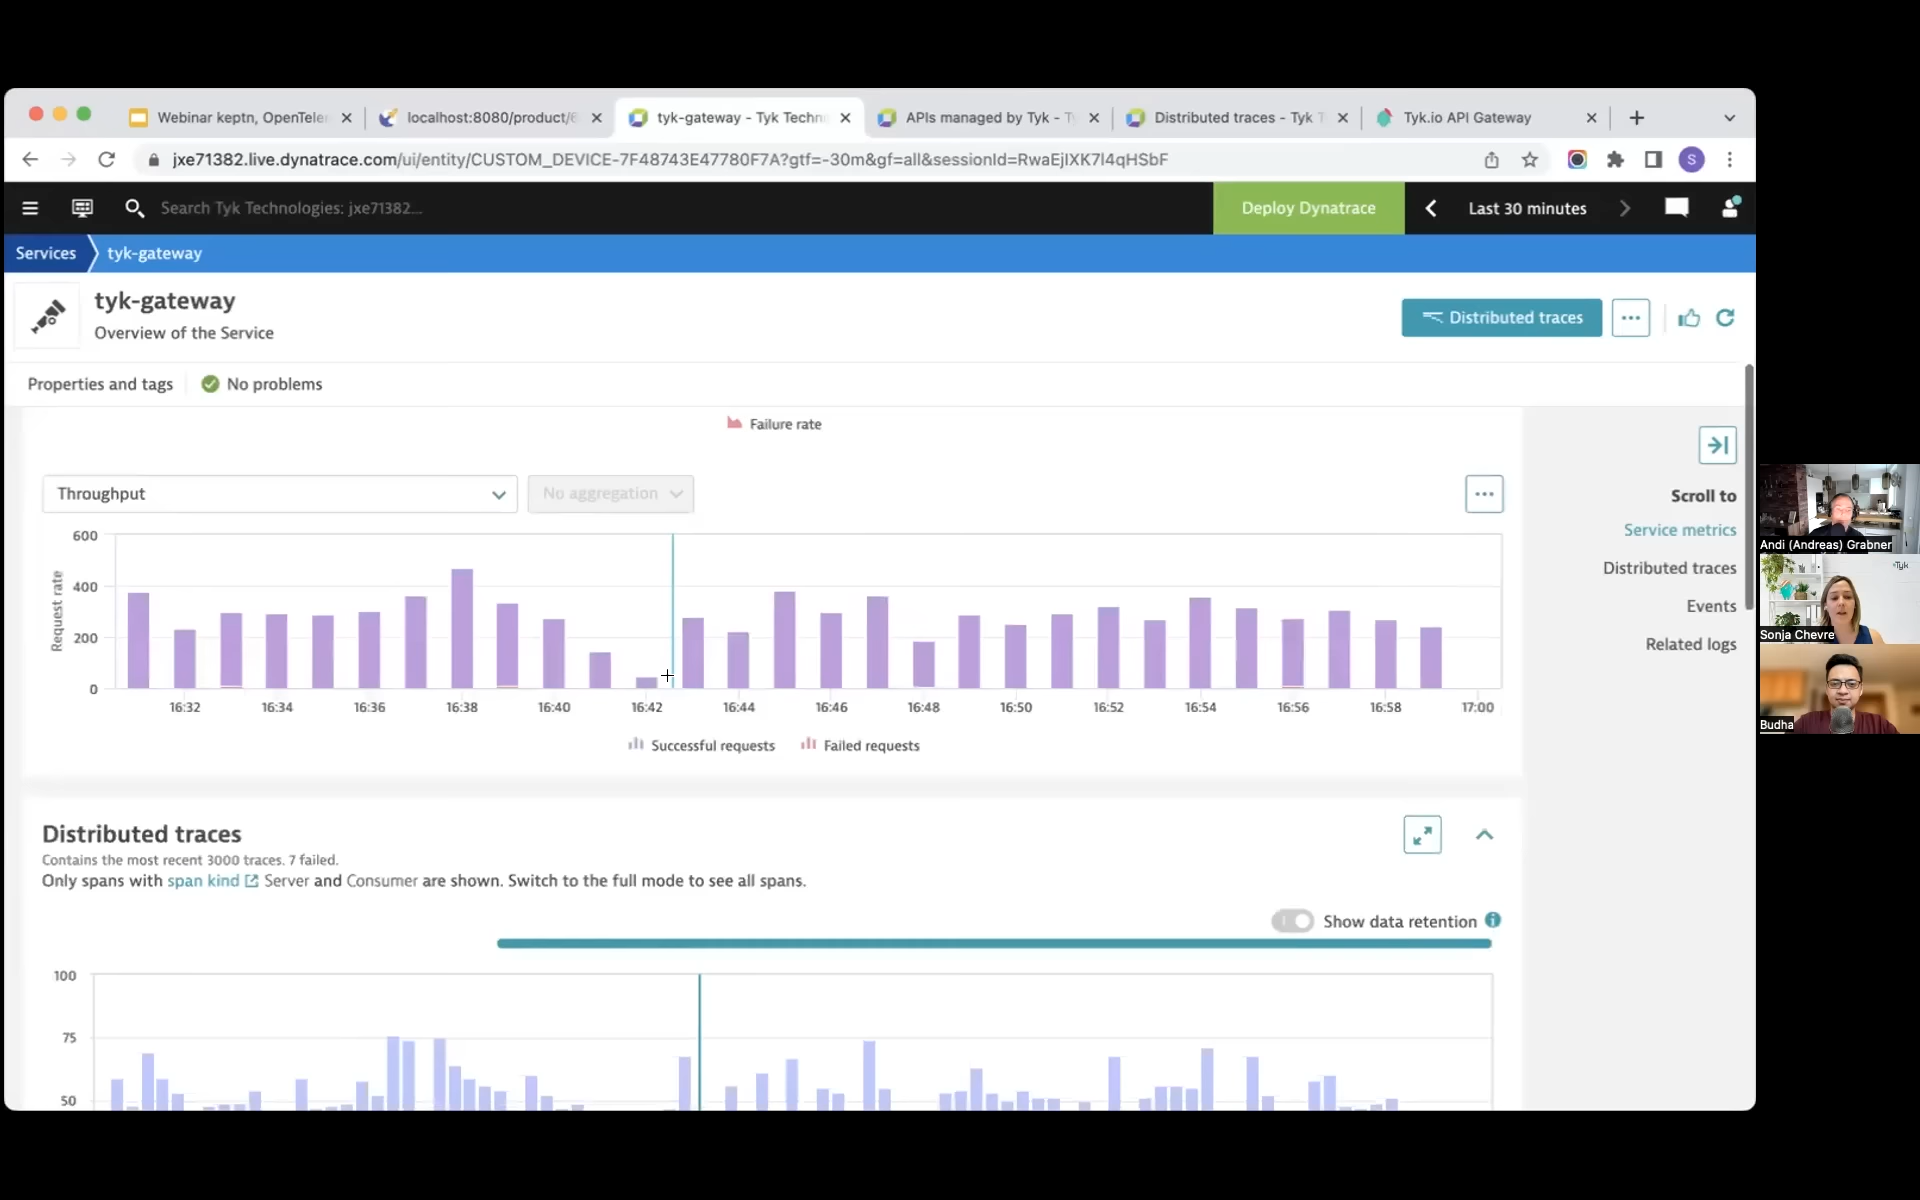 Webinar keptn, OpenTele
localhost:8080/product/6
tyk-gateway - Tyk Techn
APIs managed by Tyk - T
Distributed traces - Tyk T
Tyk.io API Gateway
jxe71382.live.dynatrace.com/ui/entity/CUSTOM_DEVICE-7F48743E47780F7A?gtf=-30m&gf=all&sessionId=RwaEjIXK7l4qHSbF
S
Search Tyk Technologies: jxe71382...
Deploy Dynatrace
Last 30 minutes
Services
tyk-gateway
tyk-gateway
Overview of the Service
Distributed traces
Properties and tags
No problems
Failure rate
Throughput
No aggregation
Scroll to
Service metrics
Distributed traces
Events
Related logs
Request rate
600
400
200
0
16:32 16:34 16:36 16:38 16:40 16:42 16:44 16:46 16:48 16:50 16:52 16:54 16:56 16:58 17:00
Successful requests
Failed requests
Distributed traces
Contains the most recent 3000 traces. 7 failed.
Only spans with span kind Server and Consumer are shown. Switch to the full mode to see all spans.
Show data retention
100
75
50
Andi (Andreas) Grabner
Tyk
Sonja Chevre
Budha